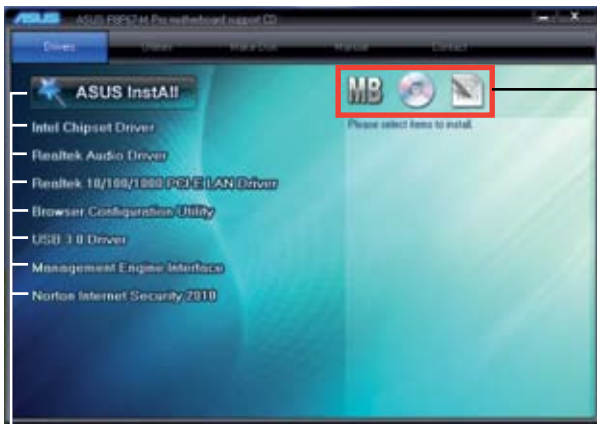 ASUS ASUS P8P67-M Pro motherboard support CD
Drivers Utilities Make Disk Manual Contact
ASUS InstAll
MB
Please select items to install.
Intel Chipset Driver
Realtek Audio Driver
Realtek 10/100/1000 PCI-E LAN Driver
Browser Configuration Utility
USB 3.0 Driver
Management Engine Interface
Norton Internet Security 2010